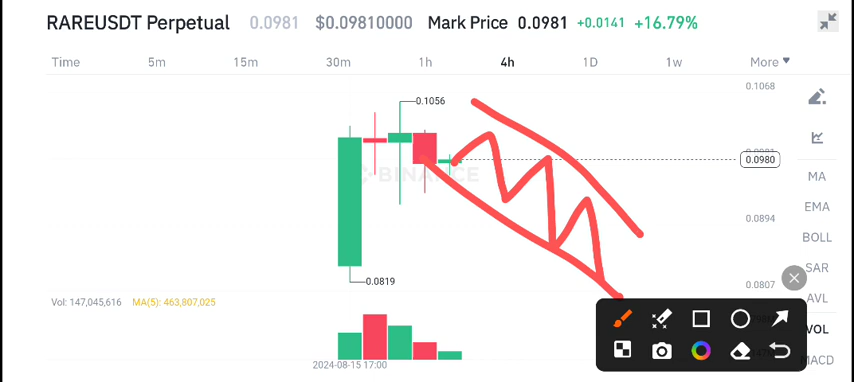 RAREUSDT Perpetual 0.0981 $0.09810000 Mark Price 0.0981 +0.0141 +16.79%
Time 5m 15m 30m 1h 4h 1D 1w More
0.1068
0.1056
0.0980
BINANCE
MA
EMA
0.0894
BOLL
SAR
0.0819
0.0807
AVL
Vol: 147,045,616 MA(5): 463,807,025
VOL
MACD
2024-08-15 17:00